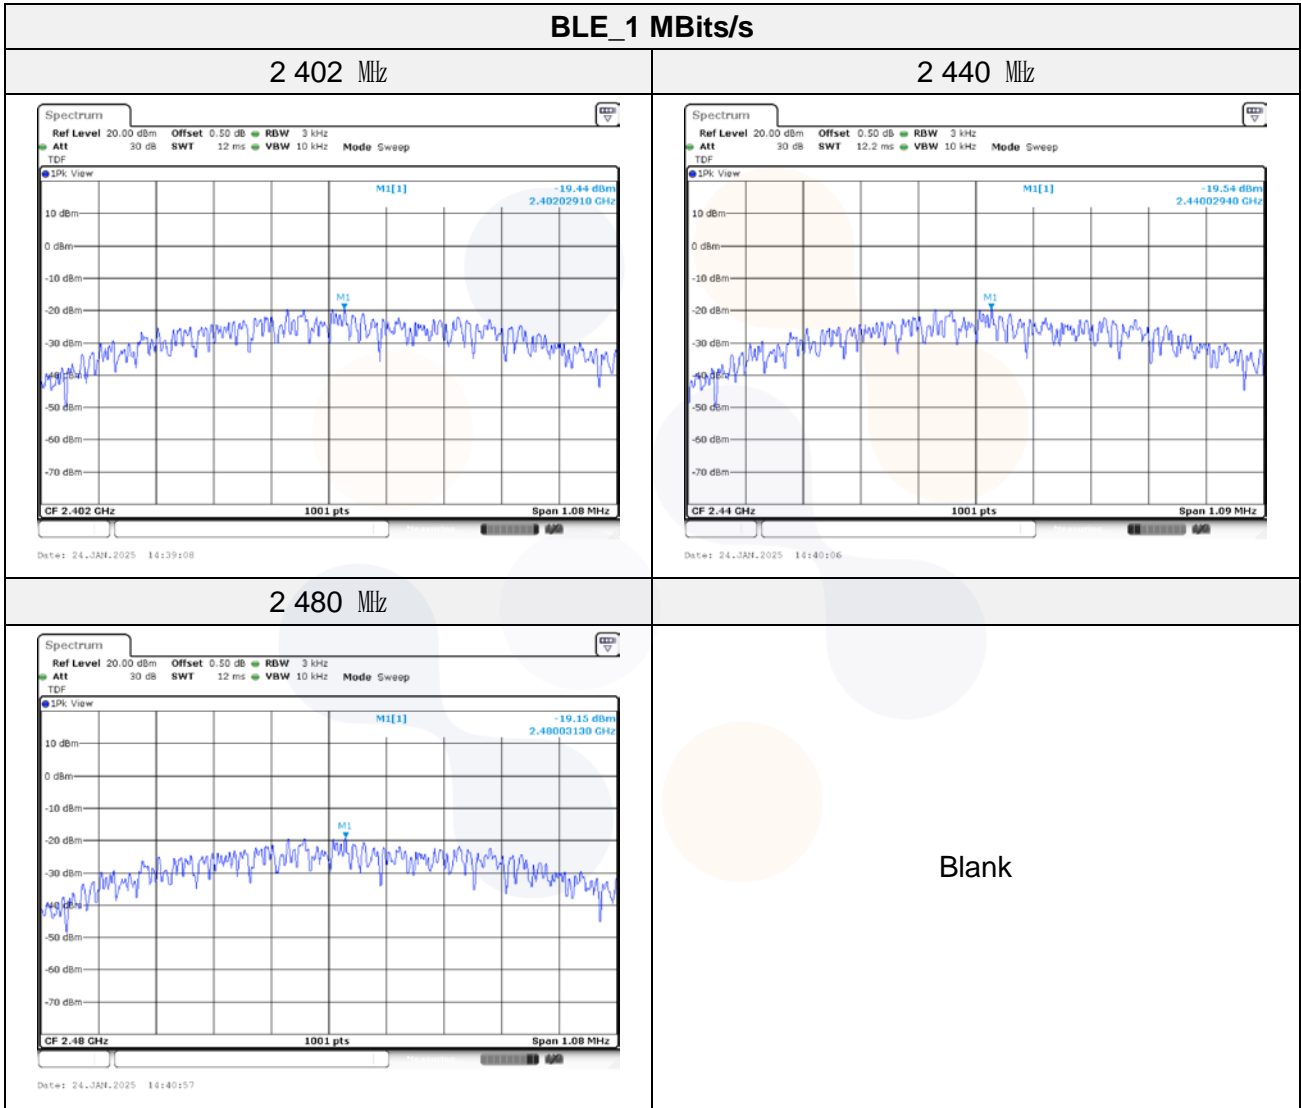 BLE_1 MBits/s
2 402 ㎒
2 440 ㎒
Spectrum
Ref Level 20.00 dBm Offset 0.50 dB RBW 3 kHz
Att 30 dB SWT 12 ms VBW 10 kHz Mode Sweep
TDF
1Pk View
M1[1] -19.44 dBm
2.40202910 GHz
10 dBm
0 dBm
-10 dBm
M1
-20 dBm
-30 dBm
-40 dBm
-50 dBm
-60 dBm
-70 dBm
CF 2.402 GHz 1001 pts Span 1.08 MHz
Date: 24.JAN.2025 14:39:08
Spectrum
Ref Level 20.00 dBm Offset 0.50 dB RBW 3 kHz
Att 30 dB SWT 12.2 ms VBW 10 kHz Mode Sweep
TDF
1Pk View
M1[1] -19.54 dBm
2.44002940 GHz
10 dBm
0 dBm
-10 dBm
M1
-20 dBm
-30 dBm
-40 dBm
-50 dBm
-60 dBm
-70 dBm
CF 2.44 GHz 1001 pts Span 1.09 MHz
Date: 24.JAN.2025 14:40:06
2 480 ㎒
Spectrum
Ref Level 20.00 dBm Offset 0.50 dB RBW 3 kHz
Att 30 dB SWT 12 ms VBW 10 kHz Mode Sweep
TDF
1Pk View
M1[1] -19.15 dBm
2.48003130 GHz
10 dBm
0 dBm
-10 dBm
M1
-20 dBm
-30 dBm
-40 dBm
-50 dBm
-60 dBm
-70 dBm
CF 2.48 GHz 1001 pts Span 1.08 MHz
Date: 24.JAN.2025 14:40:57
Blank